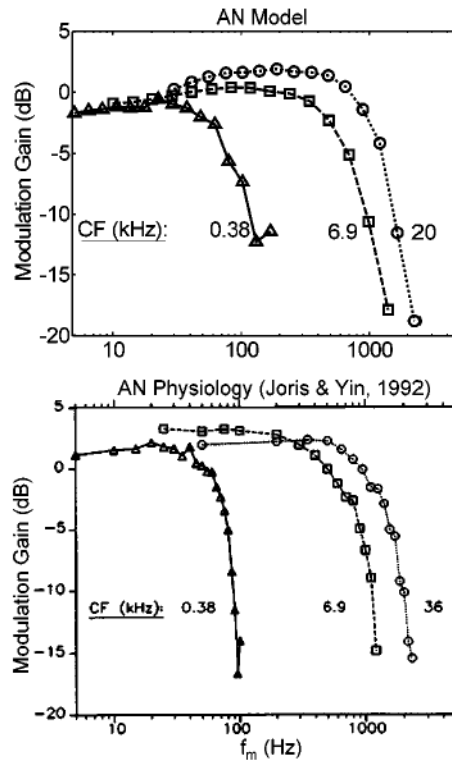 AN Model
5
0
-5
-10
-15
-20
Modulation Gain (dB)
CF (kHz): 0.38 6.9 20
10 100 1000
AN Physiology (Joris & Yin, 1992)
5
0
-5
-10
-15
-20
Modulation Gain (dB)
CF (kHz): 0.38 6.9 36
10 100 1000
fm (Hz)